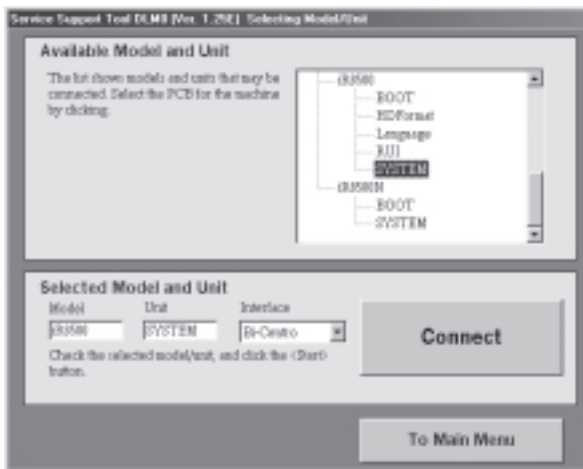 Service Support Tool DLM0 [Ver. 1.25E] Selecting Model/Unit
Available Model and Unit
The list shows models and units that may be
connected. Select the PCB for the machine
by clicking.
iR8500
BOOT
HDFormat
Language
RUI
SYSTEM
iR8500N
BOOT
SYSTEM
Selected Model and Unit
Model Unit Interface
iR8500 SYSTEM Bi-Centro
Connect
Check the selected model/unit, and click the <Start>
button.
To Main Menu